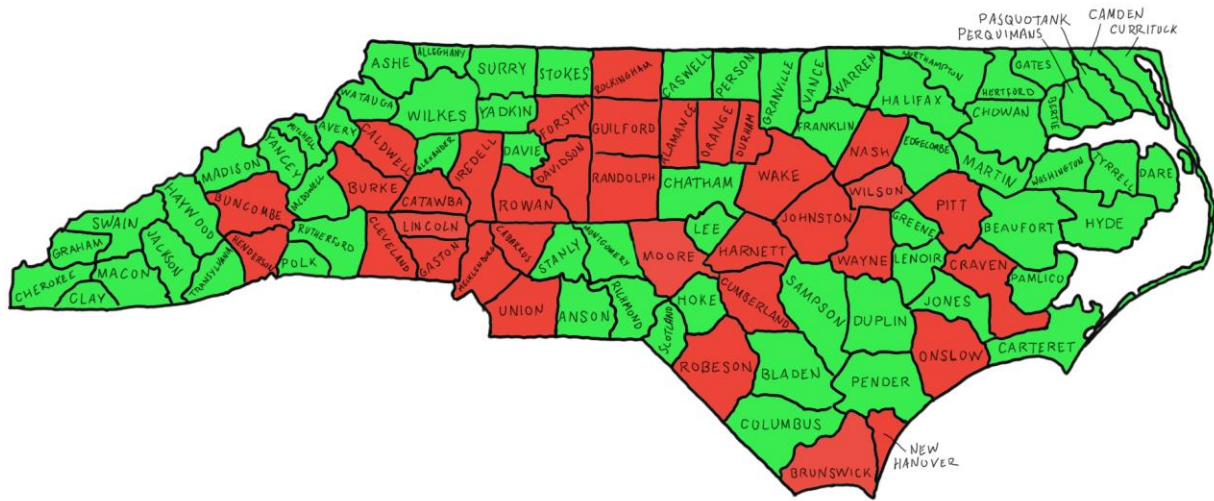 PASQUOTANK
CAMDEN
PERQUIMANS
CURRITUCK
ASHE
ALLEGHANY
SURRY
STOKES
ROCKINGHAM
CASWELL
PERSON
GRANVILLE
VANCE
WARREN
NORTHAMPTON
GATES
HERTFORD
WATAUGA
WILKES
YADKIN
FORSYTH
GUILFORD
ALAMANCE
ORANGE
DURHAM
FRANKLIN
HALIFAX
CHOWAN
BERTIE
MITCHELL
AVERY
CALDWELL
ALEXANDER
IREDELL
DAVIE
DAVIDSON
RANDOLPH
CHATHAM
WAKE
NASH
EDGECOMBE
MARTIN
WASHINGTON
TYRRELL
DARE
MADISON
YANCEY
MCDOWELL
BURKE
CATAWBA
ROWAN
JOHNSTON
WILSON
PITT
BEAUFORT
HYDE
SWAIN
HAYWOOD
BUNCOMBE
RUTHERFORD
LINCOLN
CABARRUS
STANLY
MONTGOMERY
MOORE
LEE
HARNETT
WAYNE
GREENE
LENOIR
CRAVEN
PAMLICO
GRAHAM
JACKSON
HENDERSON
POLK
CLEVELAND
GASTON
MECKLENBURG
CHEROKEE
MACON
TRANSYLVANIA
CLAY
UNION
ANSON
RICHMOND
SCOTLAND
HOKE
CUMBERLAND
SAMPSON
DUPLIN
JONES
ONSLOW
CARTERET
ROBESON
BLADEN
PENDER
COLUMBUS
BRUNSWICK
NEW
HANOVER